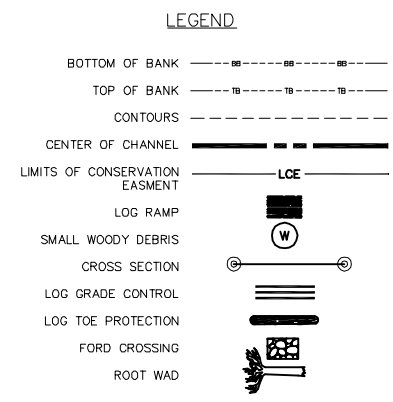 LEGEND
BOTTOM OF BANK BB BB BB
TOP OF BANK TB TB TB
CONTOURS
CENTER OF CHANNEL
LIMITS OF CONSERVATION
EASMENT LCE
LOG RAMP
SMALL WOODY DEBRIS W
CROSS SECTION
LOG GRADE CONTROL
LOG TOE PROTECTION
FORD CROSSING
ROOT WAD